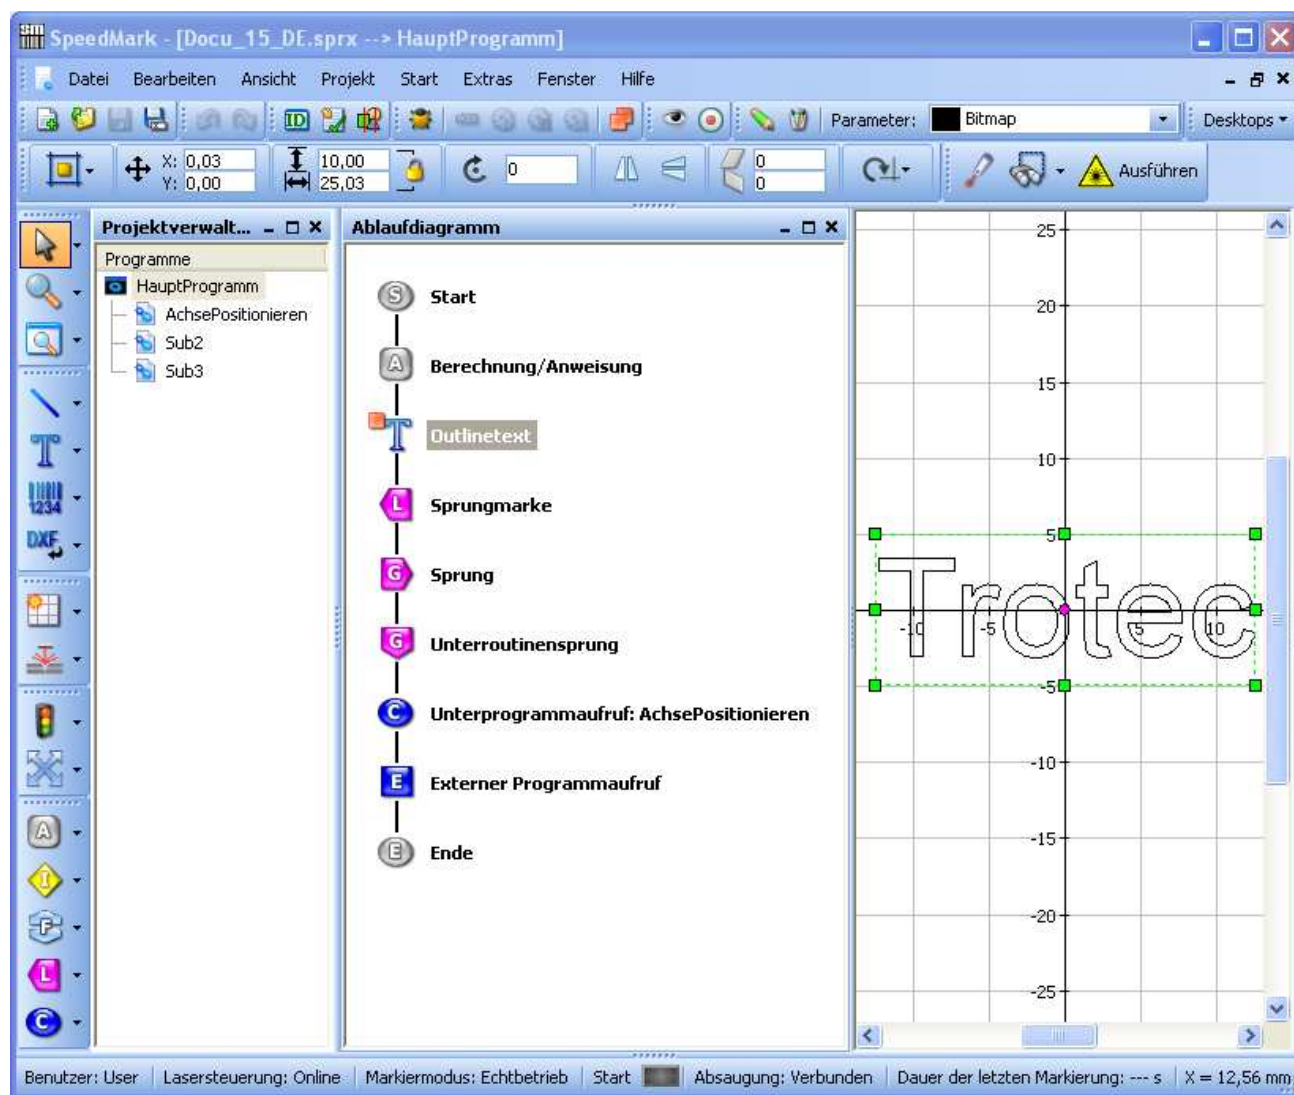 SpeedMark - [Docu_15_DE.sprx --> HauptProgramm]
Datei Bearbeiten Ansicht Projekt Start Extras Fenster Hilfe
ID Parameter: Bitmap Desktops
X: 0,03 10,00 0 0 Ausführen
Y: 0,00 25,03 0
Projektverwalt...
Programme
HauptProgramm
AchsePositionieren
Sub2
Sub3
T
1234
DXF
A
I
F
L
C
Ablaufdiagramm
S Start
A Berechnung/Anweisung
T Outlinetext
L Sprungmarke
G Sprung
G Unterroutinensprung
C Unterprogrammaufruf: AchsePositionieren
E Externer Programmaufruf
E Ende
25
20
15
10
5
Trotec
-10 -5 5 10
-5
-10
-15
-20
-25
Benutzer: User Lasersteuerung: Online Markiermodus: Echtbetrieb Start Absaugung: Verbunden Dauer der letzten Markierung: --- s X = 12,56 mm